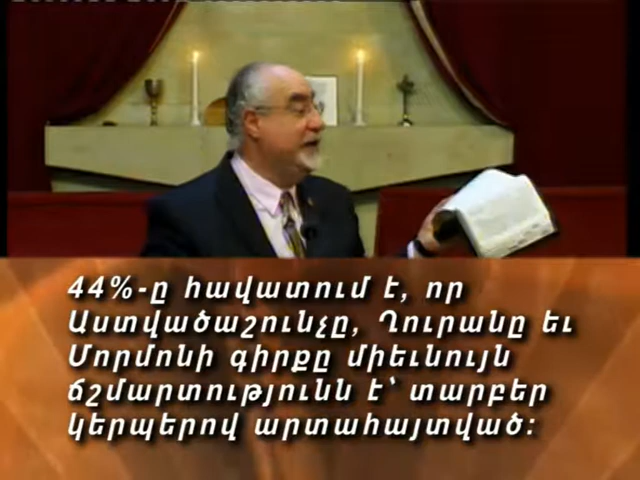 44%-ը հավատում է, որ
Աստվածաշունչը, Ղուրանը եւ
Մորմոնի գիրքը միեւնույն
ճշմարտությունն է՝ տարբեր
կերպերով արտահայտված: